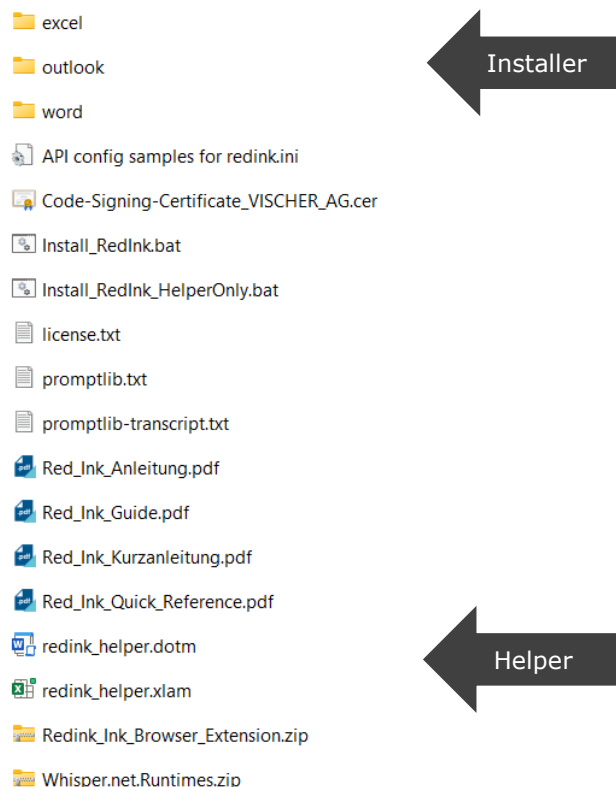 excel
outlook
Installer
word
API config samples for redink.ini
Code-Signing-Certificate_VISCHER_AG.cer
Install_RedInk.bat
Install_RedInk_HelperOnly.bat
license.txt
promptlib.txt
promptlib-transcript.txt
Red_Ink_Anleitung.pdf
Red_Ink_Guide.pdf
Red_Ink_Kurzanleitung.pdf
Red_Ink_Quick_Reference.pdf
redink_helper.dotm
Helper
redink_helper.xlam
Redink_Ink_Browser_Extension.zip
Whisper.net.Runtimes.zip